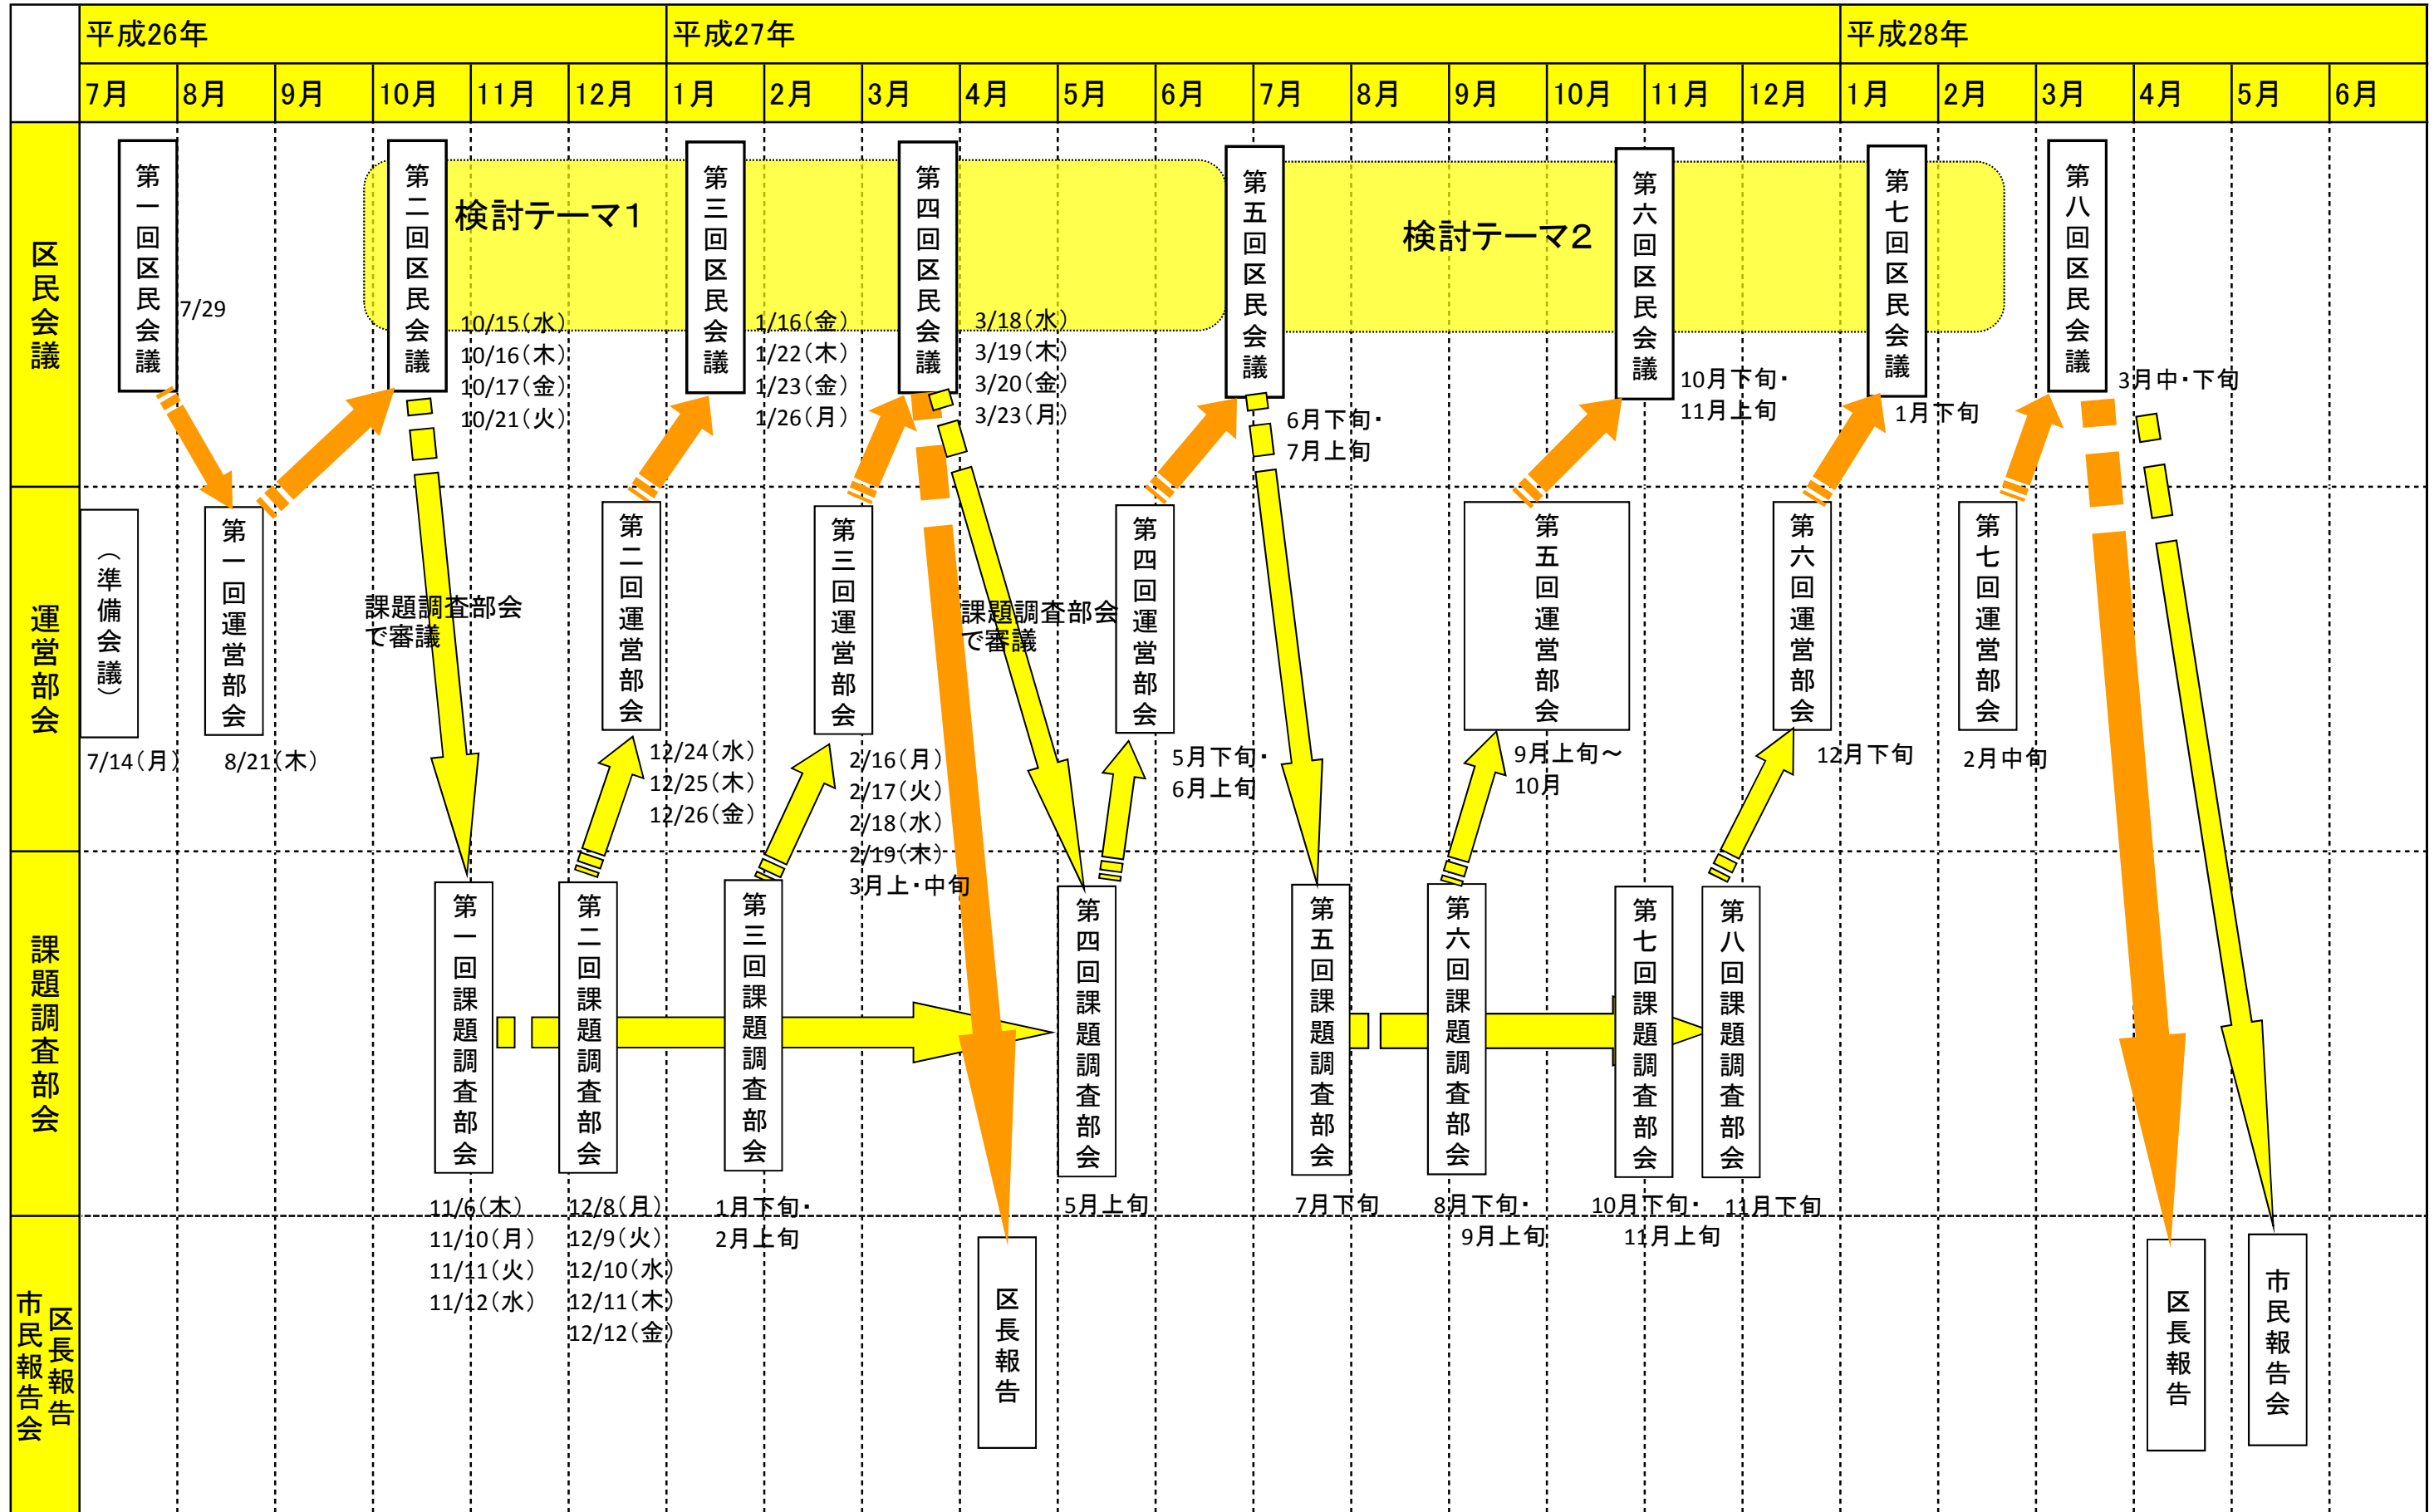 平成26年
平成27年
平成28年
7月
8月
9月
10月
11月
12月
1月
2月
3月
4月
5月
6月
7月
8月
9月
10月
11月
12月
1月
2月
3月
4月
5月
6月
区民会議
検討テーマ1
検討テーマ2
第一回区民会議
7/29
第二回区民会議
10/15(水)
10/16(木)
10/17(金)
10/21(火)
第三回区民会議
1/16(金)
1/22(木)
1/23(金)
1/26(月)
第四回区民会議
3/18(水)
3/19(木)
3/20(金)
3/23(月)
第五回区民会議
6月下旬・
7月上旬
第六回区民会議
10月下旬・
11月上旬
第七回区民会議
1月下旬
第八回区民会議
3月中・下旬
運営部会
(準備会議)
7/14(月)
第一回運営部会
8/21(木)
課題調査部会
で審議
第二回運営部会
12/24(水)
12/25(木)
12/26(金)
第三回運営部会
2/16(月)
2/17(火)
2/18(水)
2/19(木)
3月上・中旬
課題調査部会
で審議
第四回運営部会
5月下旬・
6月上旬
第五回運営部会
9月上旬～
10月
第六回運営部会
12月下旬
第七回運営部会
2月中旬
課題調査部会
第一回課題調査部会
11/6(木)
11/10(月)
11/11(火)
11/12(水)
第二回課題調査部会
12/8(月)
12/9(火)
12/10(水)
12/11(木)
12/12(金)
第三回課題調査部会
1月下旬・
2月上旬
第四回課題調査部会
5月上旬
第五回課題調査部会
7月下旬
第六回課題調査部会
8月下旬・
9月上旬
第七回課題調査部会
10月下旬・
11月上旬
第八回課題調査部会
11月下旬
区長報告
市民報告会
区長報告
区長報告
市民報告会